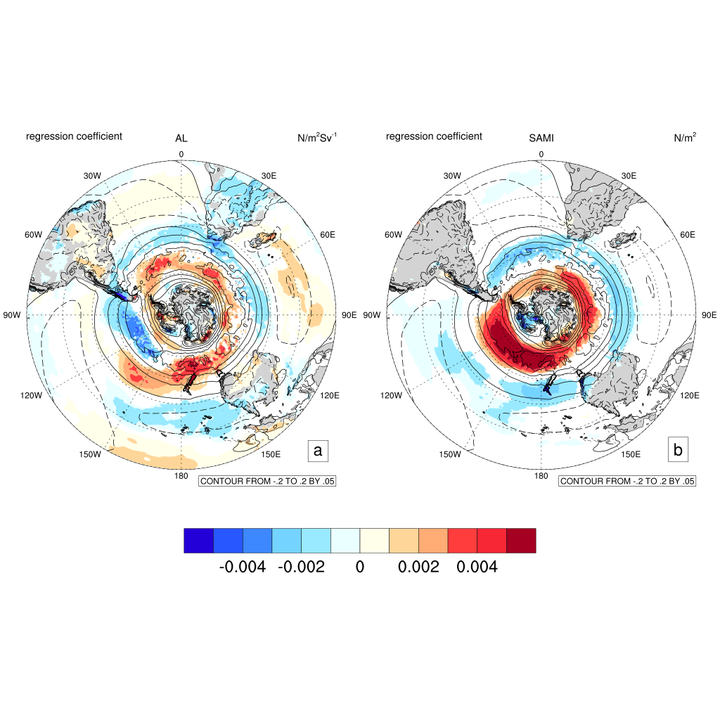 regression coefficient AL N/m²Sv⁻¹
0
30W 30E
60W 60E
90W 90E
120W 120E
150W 150E
180
a
CONTOUR FROM -.2 TO .2 BY .05
regression coefficient SAMI N/m²
0
30W 30E
60W 60E
90W 90E
120W 120E
150W 150E
180
b
CONTOUR FROM -.2 TO .2 BY .05
-0.004 -0.002 0 0.002 0.004